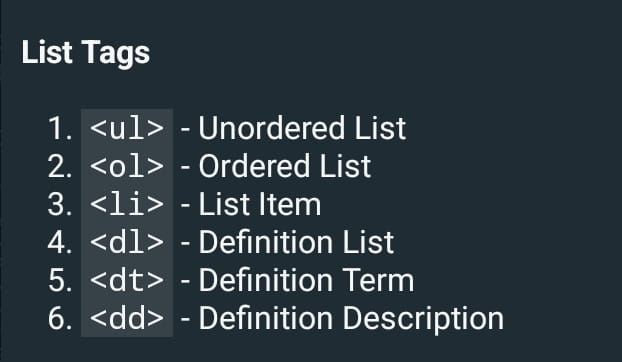 List Tags
1. <ul> - Unordered List
2. <ol> - Ordered List
3. <li> - List Item
4. <dl> - Definition List
5. <dt> - Definition Term
6. <dd> - Definition Description